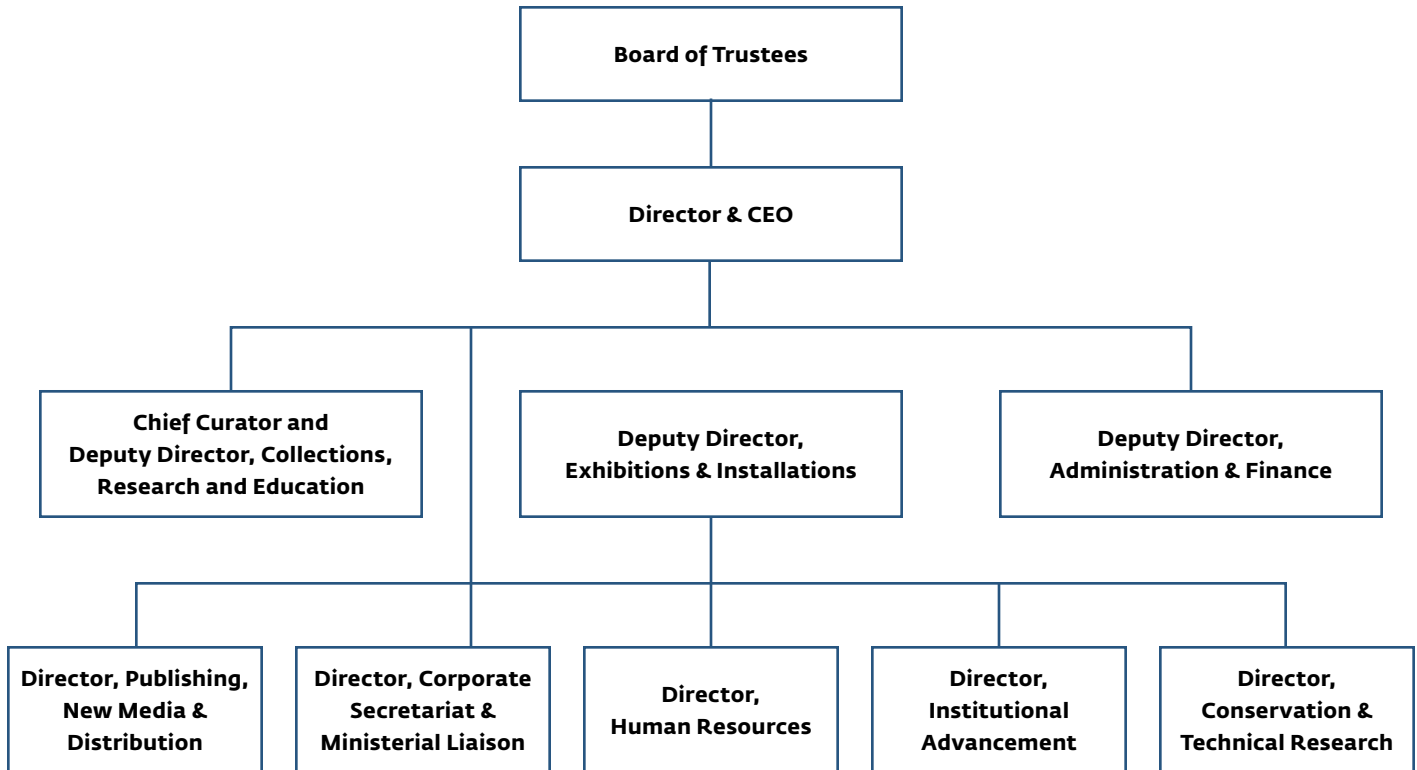 Board of Trustees
Director & CEO
Chief Curator and
Deputy Director, Collections,
Research and Education
Deputy Director,
Exhibitions & Installations
Deputy Director,
Administration & Finance
Director, Publishing,
New Media &
Distribution
Director, Corporate
Secretariat &
Ministerial Liaison
Director,
Human Resources
Director,
Institutional
Advancement
Director,
Conservation &
Technical Research